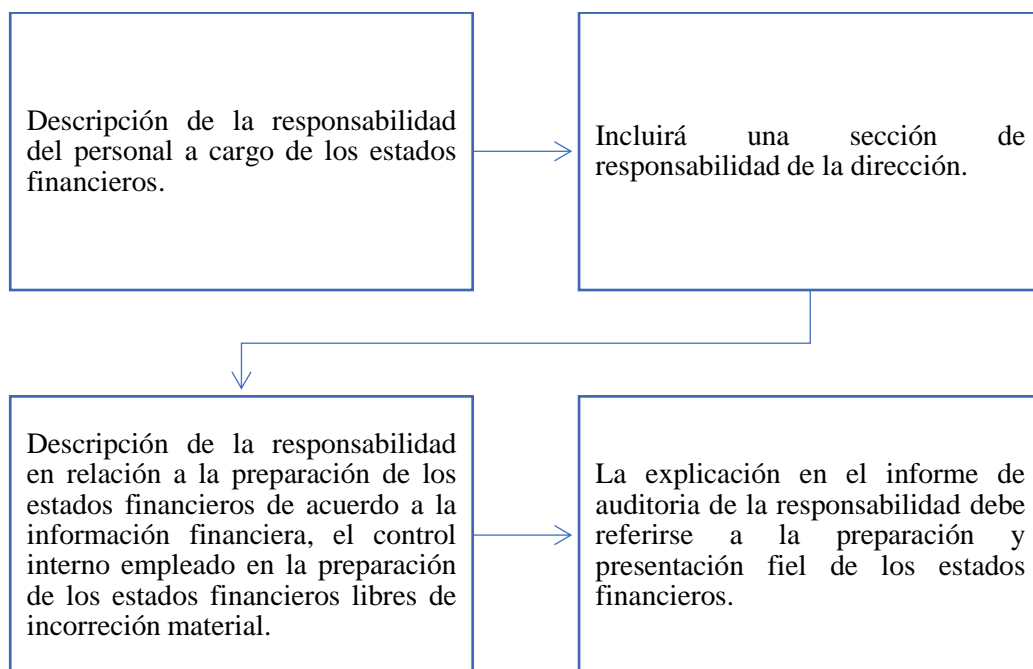 Descripción de la responsabilidad
del personal a cargo de los estados
financieros.
Incluirá una sección de
responsabilidad de la dirección.
Descripción de la responsabilidad
en relación a la preparación de los
estados financieros de acuerdo a la
información financiera, el control
interno empleado en la preparación
de los estados financieros libres de
incorreción material.
La explicación en el informe de
auditoria de la responsabilidad debe
referirse a la preparación y
presentación fiel de los estados
financieros.